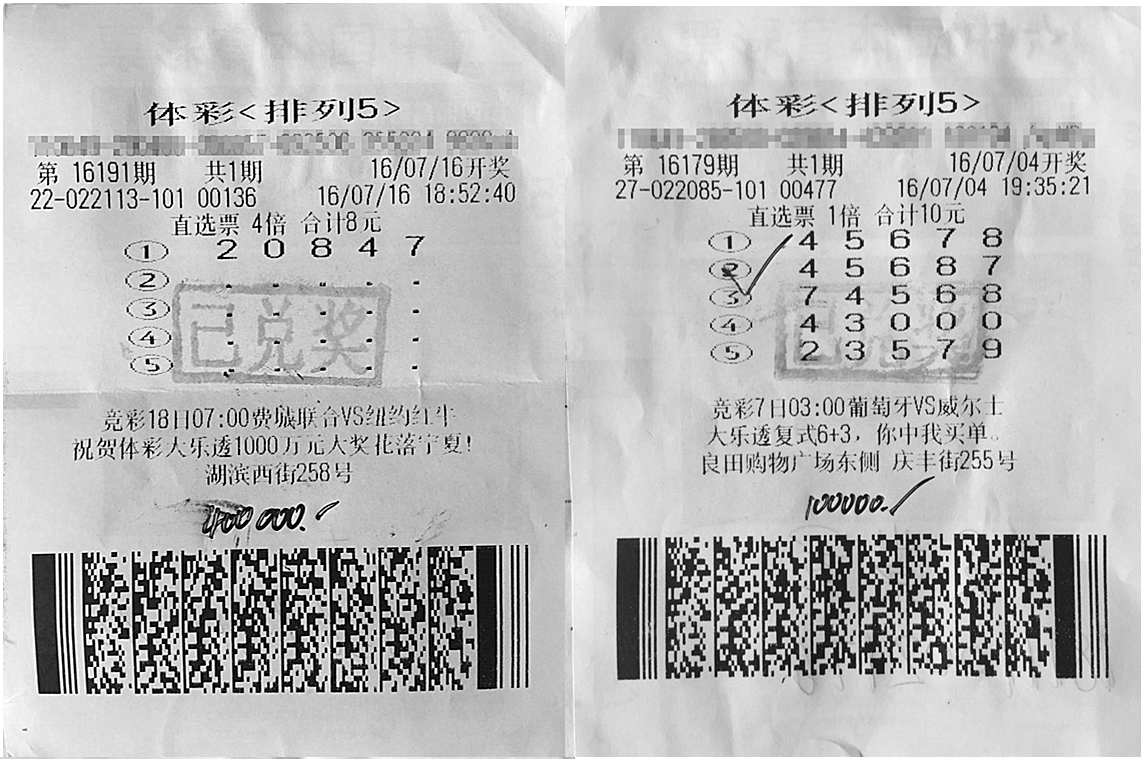 体彩<排列5>
第 16191期 共1期 16/07/16开奖
22-022113-101 00136 16/07/16 18:52:40
直选票 4倍 合计8元
① 2 0 8 4 7
② - - - - -
③ - - - - -
④ - - - - -
⑤ - - - - -
已兑奖
竞彩18日07:00费城联合VS纽约红牛
祝贺体彩大乐透1000万元大奖花落宁夏!
湖滨西街258号
400000.
体彩<排列5>
第 16179期 共1期 16/07/04开奖
27-022085-101 00477 16/07/04 19:35:21
直选票 1倍 合计10元
① 4 5 6 7 8
② 4 5 6 8 7
③ 7 4 5 6 8
④ 4 3 0 0 0
⑤ 2 3 5 7 9
已兑奖
竞彩7日03:00葡萄牙VS威尔士
大乐透复式6+3，你中我买单。
良田购物广场东侧 庆丰街255号
100000.